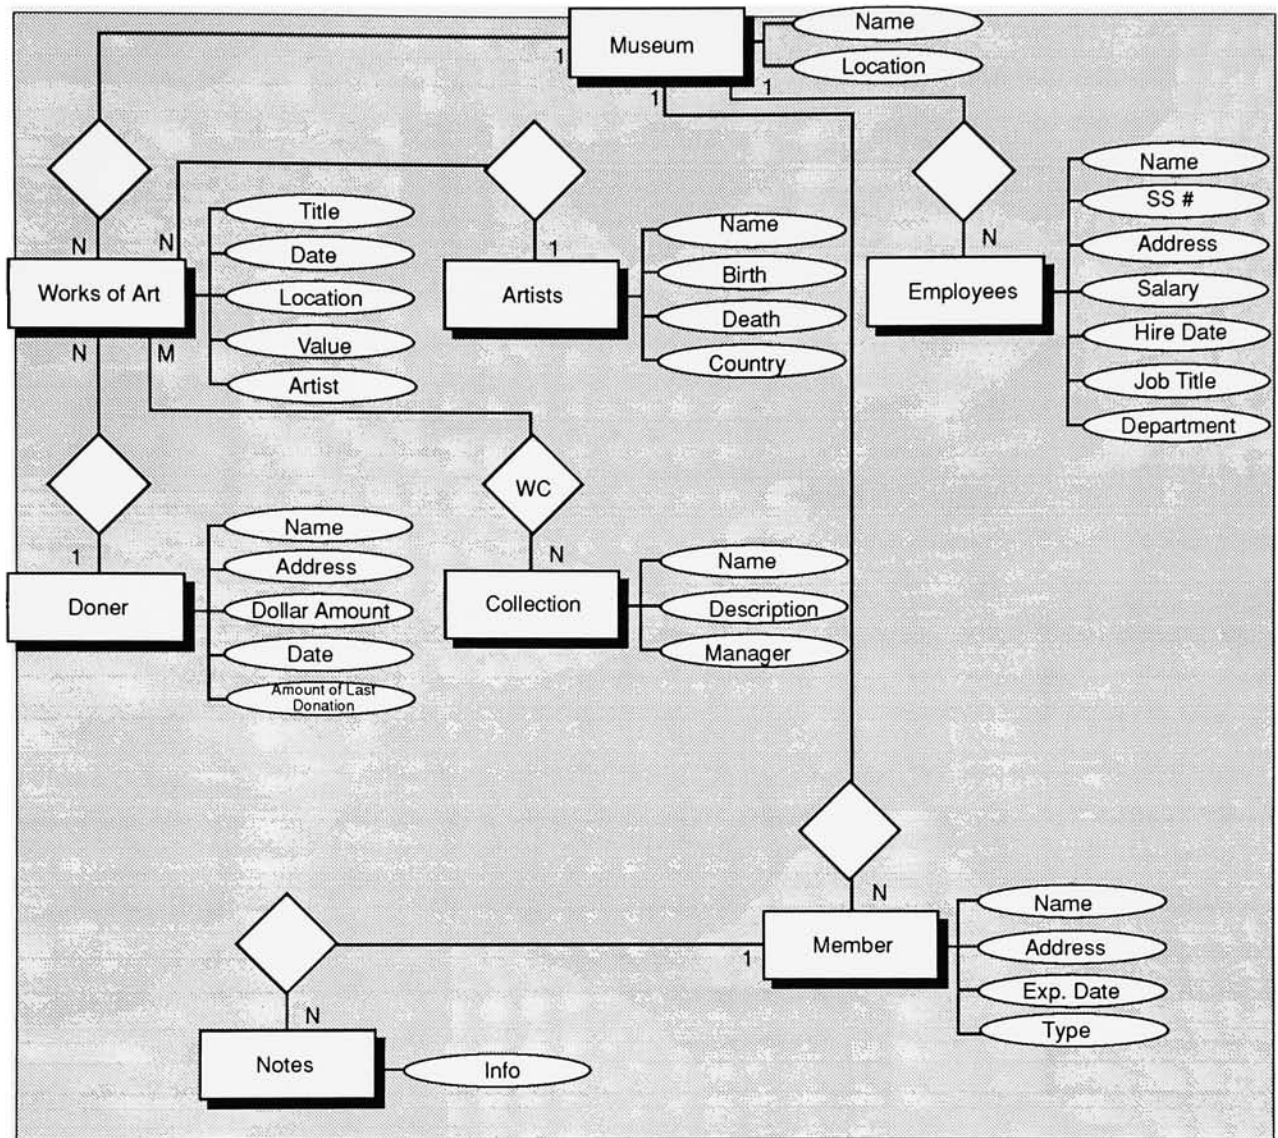 Museum
Name
Location
1
1
1
N
N
1
N
Works of Art
Title
Date
Location
Value
Artist
Artists
Name
Birth
Death
Country
Employees
Name
SS #
Address
Salary
Hire Date
Job Title
Department
N
M
WC
1
N
Doner
Name
Address
Dollar Amount
Date
Amount of Last
Donation
Collection
Name
Description
Manager
N
Member
1
Name
Address
Exp. Date
Type
N
Notes
Info